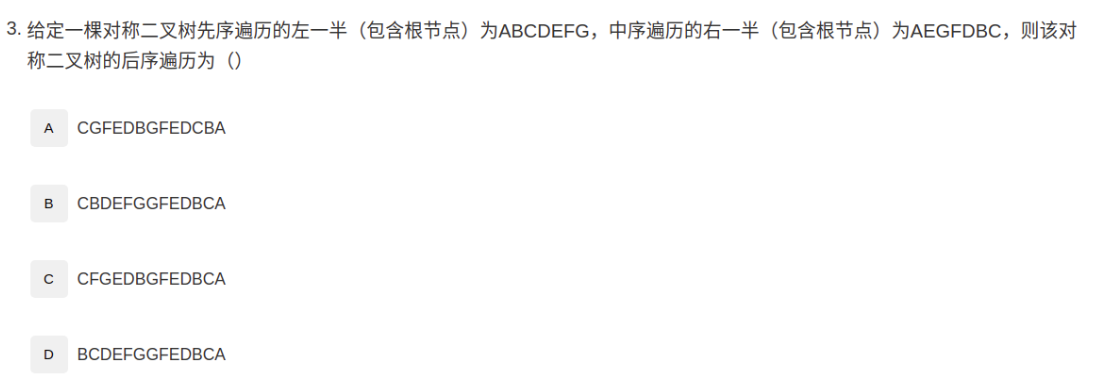 3. 给定一棵对称二叉树先序遍历的左一半（包含根节点）为ABCDEFG，中序遍历的右一半（包含根节点）为AEGFDBC，则该对
称二叉树的后序遍历为（）
A CGFEDBGFEDCBA
B CBDEFGGFEDBCA
C CFGEDBGFEDBCA
D BCDEFGGFEDBCA